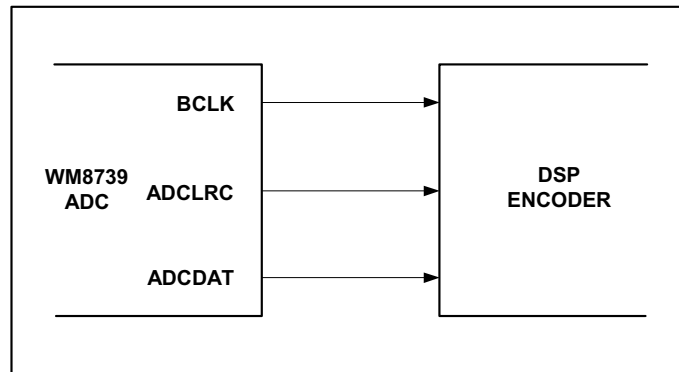 BCLK
WM8739
ADC
ADCLRC
DSP
ENCODER
ADCDAT